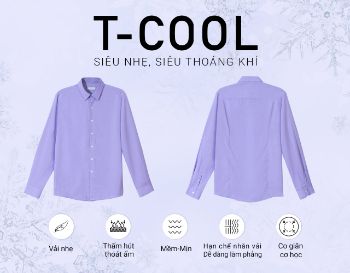 T-COOL
SIÊU NHẸ, SIÊU THOÁNG KHÍ
Vải nhẹ
Thấm hút
thoát ẩm
Mềm-Mịn
Hạn chế nhăn vải
Dễ dàng làm phẳng
Co giãn
cơ học